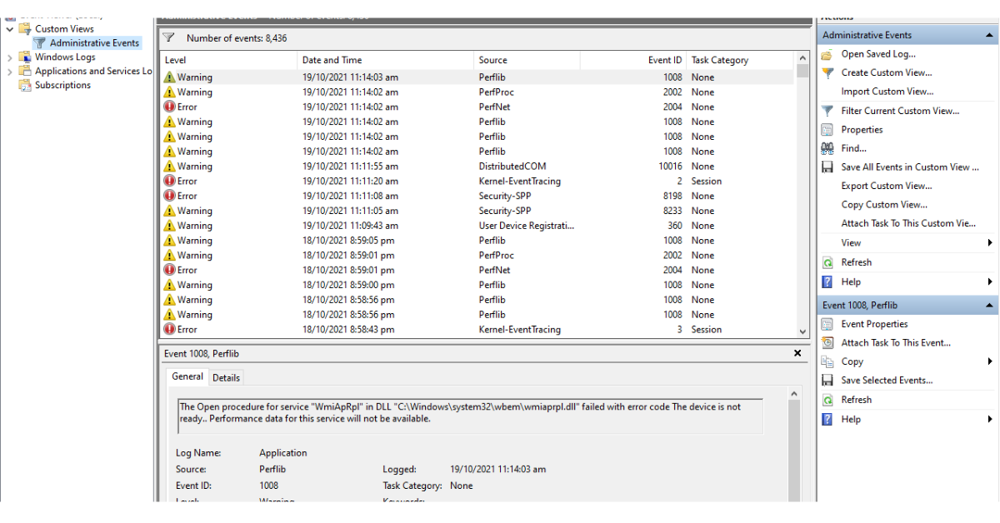 Custom Views
Administrative Events
Windows Logs
Applications and Services Lo
Subscriptions
Number of events: 8,436
Level Date and Time Source Event ID Task Category
Warning 19/10/2021 11:14:03 am Perflib 1008 None
Warning 19/10/2021 11:14:02 am PerfProc 2002 None
Error 19/10/2021 11:14:02 am PerfNet 2004 None
Warning 19/10/2021 11:14:02 am Perflib 1008 None
Warning 19/10/2021 11:14:02 am Perflib 1008 None
Warning 19/10/2021 11:14:02 am Perflib 1008 None
Warning 19/10/2021 11:11:55 am DistributedCOM 10016 None
Error 19/10/2021 11:11:20 am Kernel-EventTracing 2 Session
Error 19/10/2021 11:11:08 am Security-SPP 8198 None
Warning 19/10/2021 11:11:05 am Security-SPP 8233 None
Warning 19/10/2021 11:09:43 am User Device Registrati... 360 None
Warning 18/10/2021 8:59:05 pm Perflib 1008 None
Warning 18/10/2021 8:59:01 pm PerfProc 2002 None
Error 18/10/2021 8:59:01 pm PerfNet 2004 None
Warning 18/10/2021 8:59:00 pm Perflib 1008 None
Warning 18/10/2021 8:58:56 pm Perflib 1008 None
Warning 18/10/2021 8:58:56 pm Perflib 1008 None
Error 18/10/2021 8:58:43 pm Kernel-EventTracing 3 Session
Event 1008, Perflib
General Details
The Open procedure for service "WmiApRpl" in DLL "C:\Windows\system32\wbem\wmiaprpl.dll" failed with error code The device is not
ready.. Performance data for this service will not be available.
Log Name: Application
Source: Perflib Logged: 19/10/2021 11:14:03 am
Event ID: 1008 Task Category: None
Actions
Administrative Events
Open Saved Log...
Create Custom View...
Import Custom View...
Filter Current Custom View...
Properties
Find...
Save All Events in Custom View ...
Export Custom View...
Copy Custom View...
Attach Task To This Custom Vie...
View
Refresh
Help
Event 1008, Perflib
Event Properties
Attach Task To This Event...
Copy
Save Selected Events...
Refresh
Help